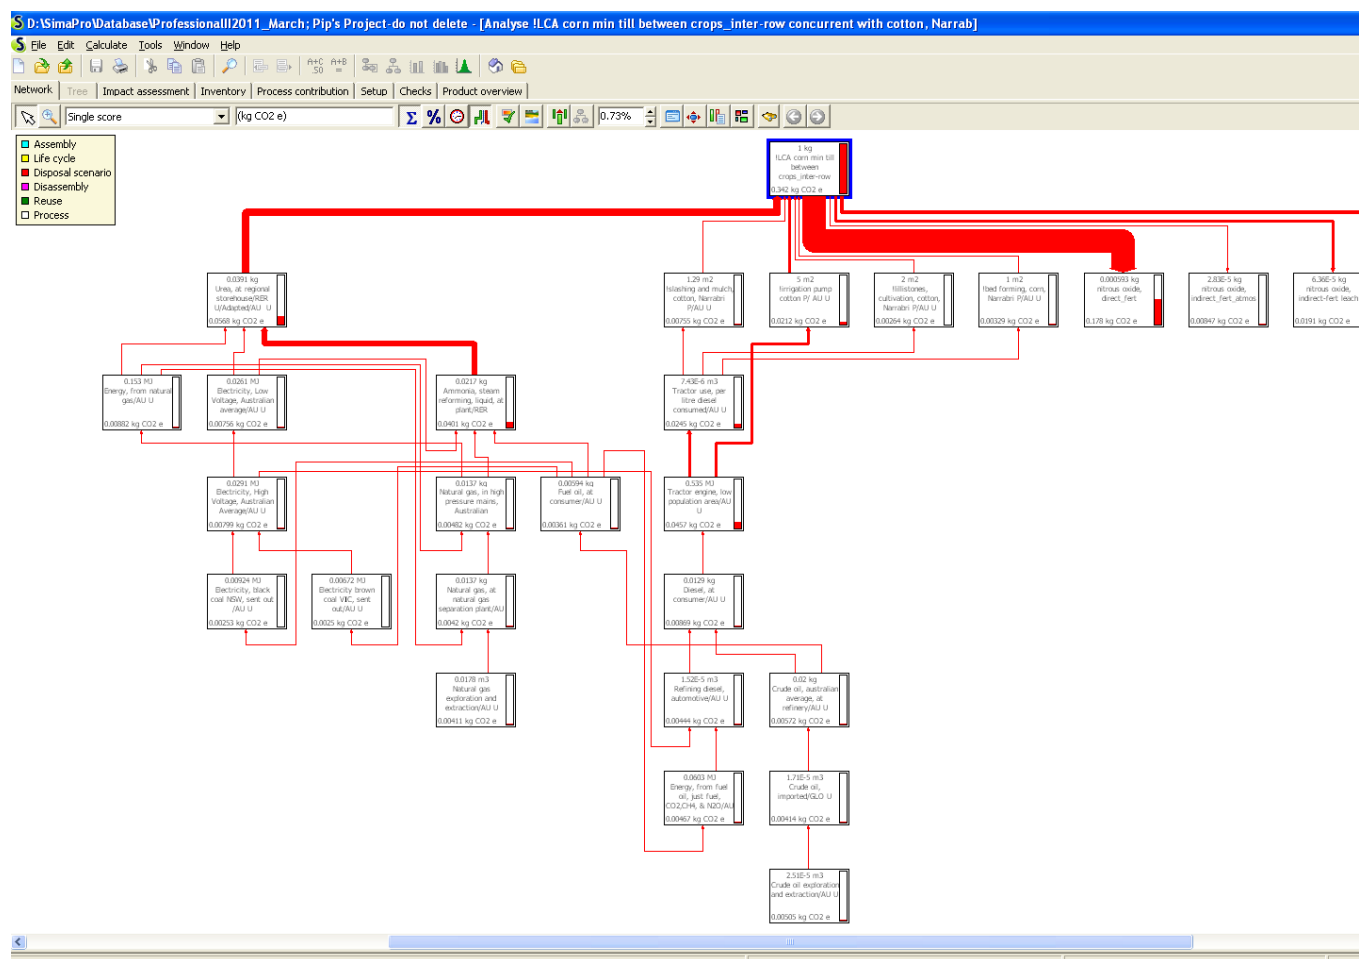 D:\SimaPro\Database\ProfessionalII2011_March; Pip's Project-do not delete - [Analyse !LCA corn min till between crops_inter-row concurrent with cotton, Narrab]
File Edit Calculate Tools Window Help
A+C .50 A+B =
Network Tree Impact assessment Inventory Process contribution Setup Checks Product overview
Single score (kg CO2 e) Σ % 0.73%
Assembly
Life cycle
Disposal scenario
Disassembly
Reuse
Process
1 kg
!LCA corn min till
between
crops_inter-row
0.342 kg CO2 e
0.0391 kg
Urea, at regional
storehouse/RER
U/Adapted/AU U
0.0568 kg CO2 e
1.29 m2
!slashing and mulch,
cotton, Narrabri
P/AU U
0.00755 kg CO2 e
5 m2
!irrigation pump
cotton P/ AU U
0.0212 kg CO2 e
2 m2
!lillistones,
cultivation, cotton,
Narrabri P/AU U
0.00264 kg CO2 e
1 m2
!bed forming, corn,
Narrabri P/AU U
0.00329 kg CO2 e
0.000593 kg
nitrous oxide,
direct_fert
0.178 kg CO2 e
2.83E-5 kg
nitrous oxide,
indirect_fert_atmos
0.00847 kg CO2 e
6.36E-5 kg
nitrous oxide,
indirect-fert leach
0.0191 kg CO2 e
0.153 MJ
Energy, from natural
gas/AU U
0.00882 kg CO2 e
0.0261 MJ
Electricity, Low
Voltage, Australian
average/AU U
0.00756 kg CO2 e
0.0217 kg
Ammonia, steam
reforming, liquid, at
plant/RER
0.0401 kg CO2 e
7.43E-6 m3
Tractor use, per
litre diesel
consumed/AU U
0.0245 kg CO2 e
0.0291 MJ
Electricity, High
Voltage, Australian
Average/AU U
0.00799 kg CO2 e
0.0137 kg
Natural gas, in high
pressure mains,
Australian
0.00482 kg CO2 e
0.00594 kg
Fuel oil, at
consumer/AU U
0.00361 kg CO2 e
0.535 MJ
Tractor engine, low
population area/AU
U
0.0457 kg CO2 e
0.00924 MJ
Electricity, black
coal NSW, sent out
/AU U
0.00253 kg CO2 e
0.00672 MJ
Electricity brown
coal VIC, sent
out/AU U
0.0025 kg CO2 e
0.0137 kg
Natural gas, at
natural gas
separation plant/AU
0.0042 kg CO2 e
0.0129 kg
Diesel, at
consumer/AU U
0.00869 kg CO2 e
0.0178 m3
Natural gas
exploration and
extraction/AU U
0.00411 kg CO2 e
1.52E-5 m3
Refining diesel,
automotive/AU U
0.00444 kg CO2 e
0.02 kg
Crude oil, australian
average, at
refinery/AU U
0.00572 kg CO2 e
0.0603 MJ
Energy, from fuel
oil, just fuel,
CO2,CH4, & N2O/AU
0.00467 kg CO2 e
1.71E-5 m3
Crude oil,
imported/GLO U
0.00414 kg CO2 e
2.51E-5 m3
Crude oil exploration
and extraction/AU U
0.00505 kg CO2 e